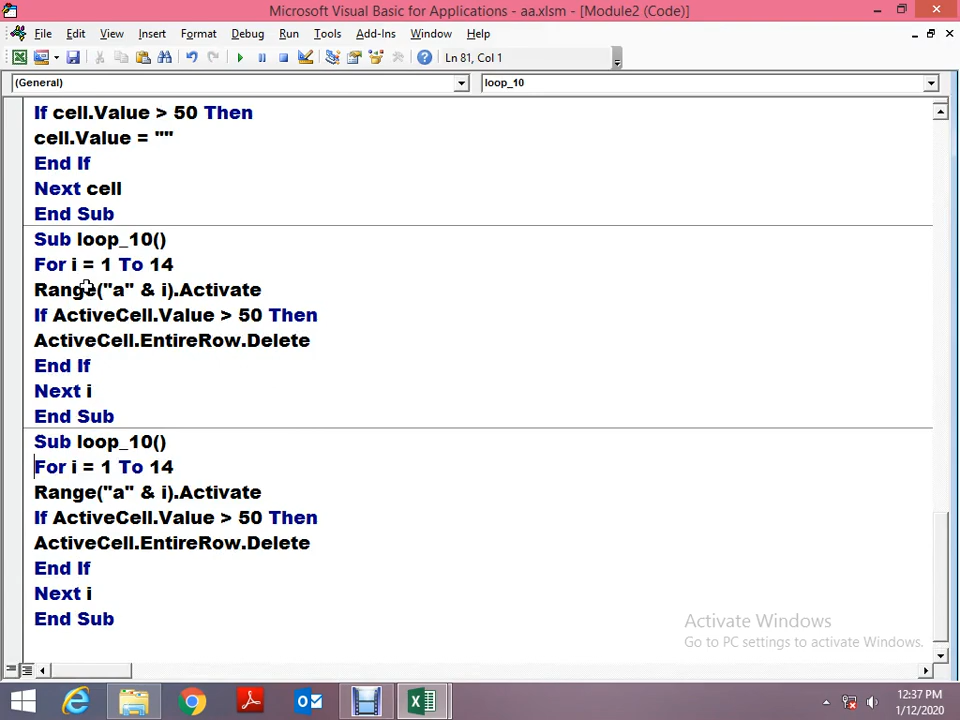 Microsoft Visual Basic for Applications - aa.xlsm - [Module2 (Code)]
File Edit View Insert Format Debug Run Tools Add-Ins Window Help
Ln 81, Col 1
(General) loop_10
If cell.Value > 50 Then
cell.Value = ""
End If
Next cell
End Sub
Sub loop_10()
For i = 1 To 14
Range("a" & i).Activate
If ActiveCell.Value > 50 Then
ActiveCell.EntireRow.Delete
End If
Next i
End Sub
Sub loop_10()
For i = 1 To 14
Range("a" & i).Activate
If ActiveCell.Value > 50 Then
ActiveCell.EntireRow.Delete
End If
Next i
End Sub
Activate Windows
Go to PC settings to activate Windows.
12:37 PM
1/12/2020